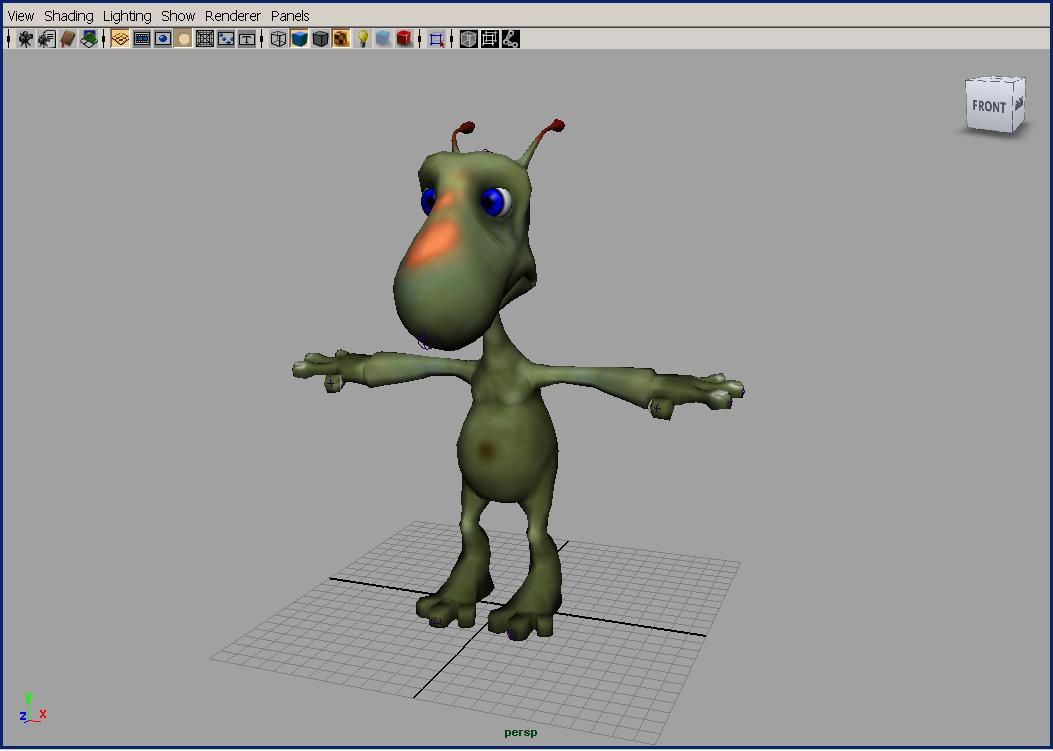 View Shading Lighting Show Renderer Panels
T
FRONT
y
z x
persp